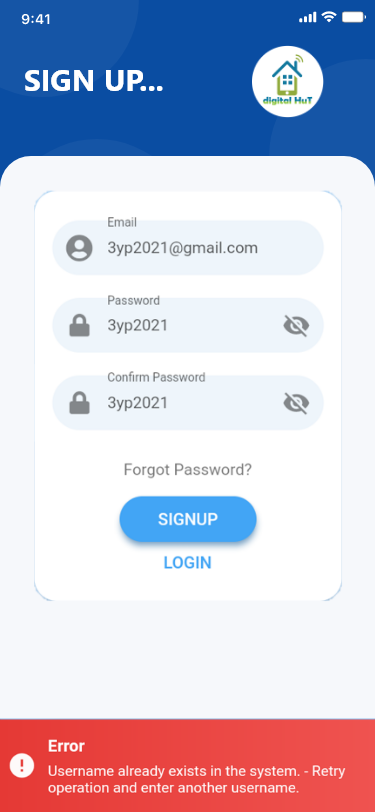 9:41
SIGN UP...
digital HuT
Email
3yp2021@gmail.com
Password
3yp2021
Confirm Password
3yp2021
Forgot Password?
SIGNUP
LOGIN
Error
Username already exists in the system. - Retry
operation and enter another username.